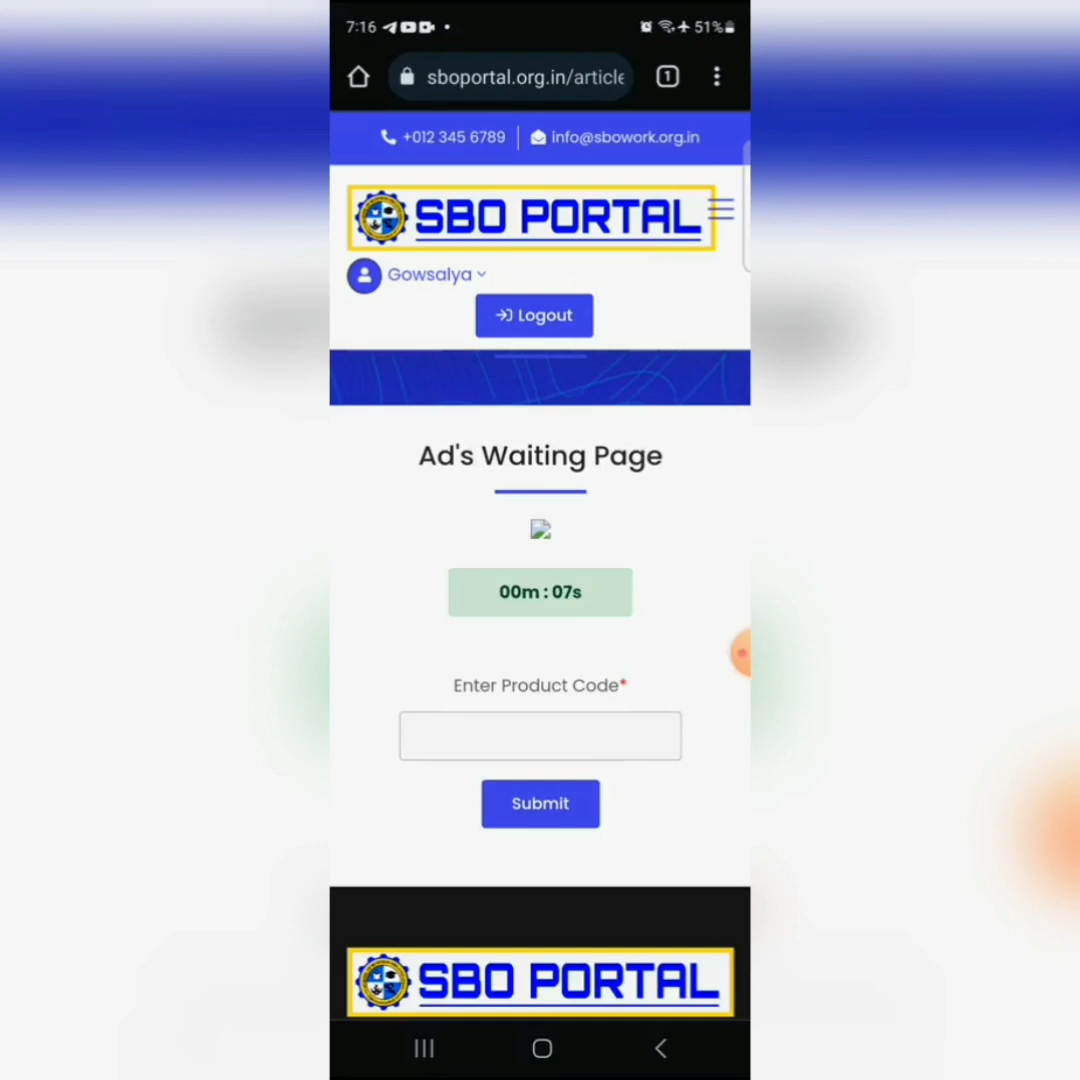 7:16 51%
sboportal.org.in/article
1
+012 345 6789 info@sbowork.org.in
SBO PORTAL
Gowsalya
Logout
Ad's Waiting Page
00m : 07s
Enter Product Code*
Submit
SBO PORTAL